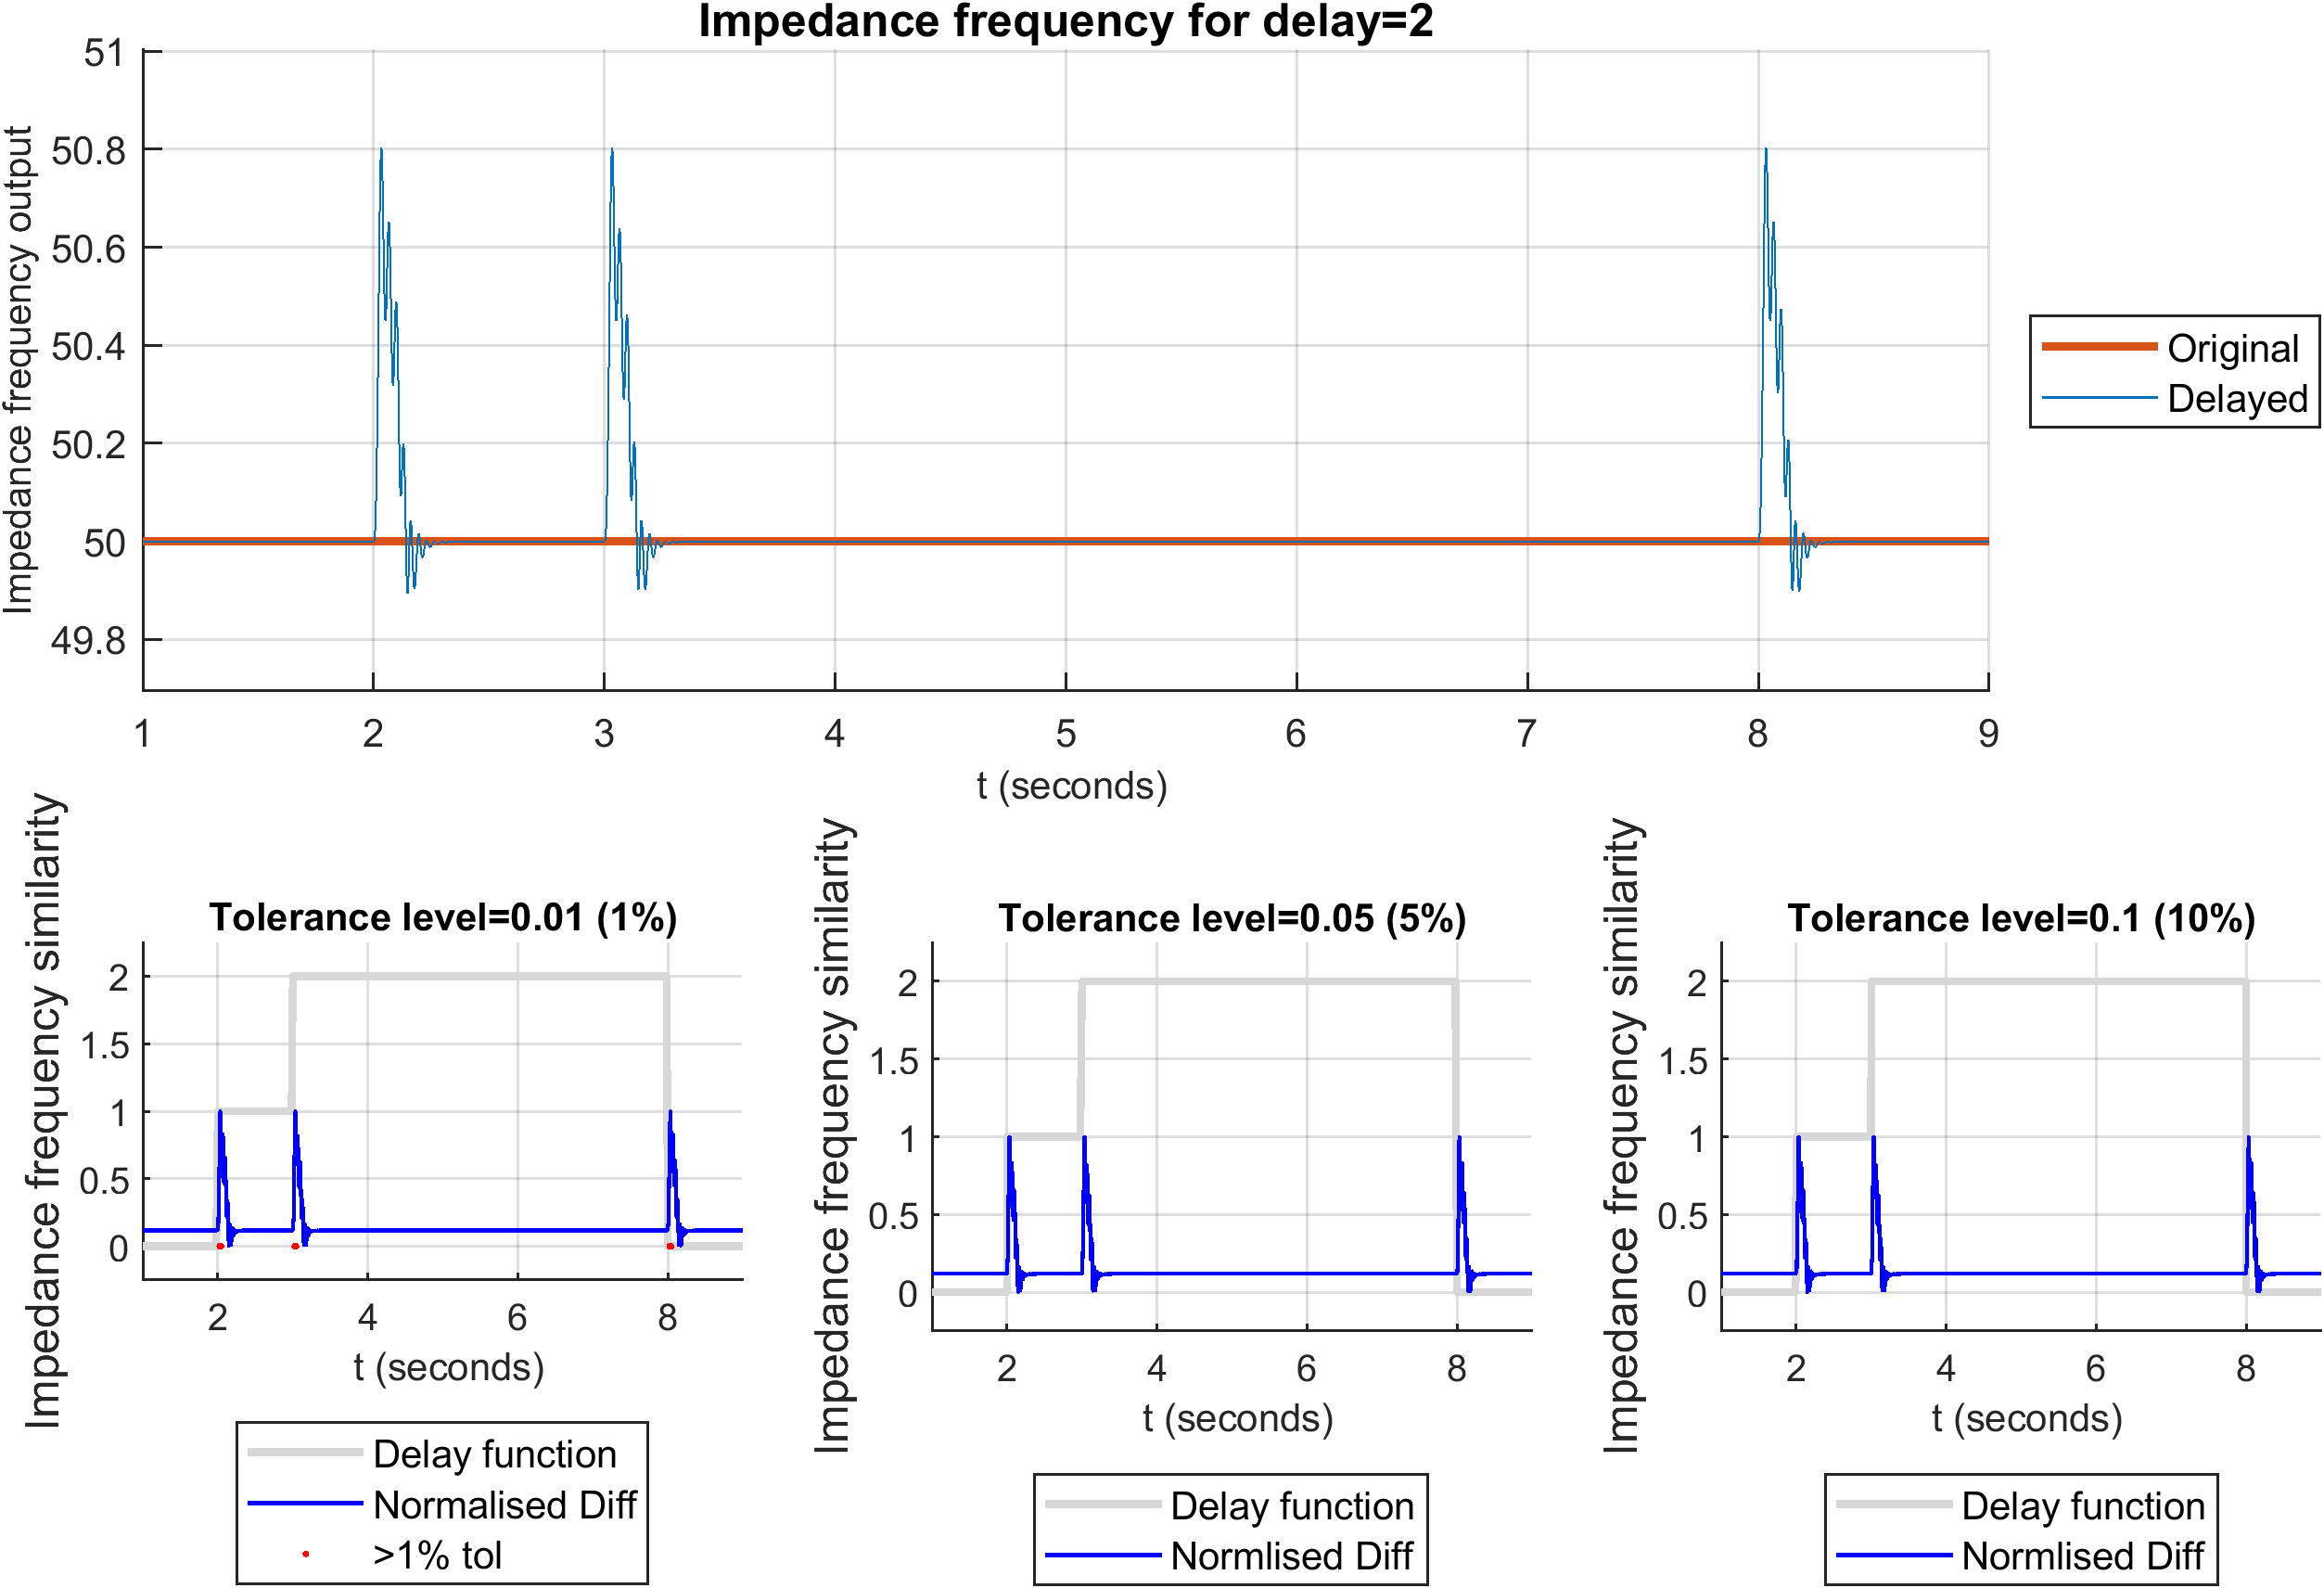 Impedance frequency for delay=2
Impedance frequency output
51
50.8
50.6
50.4
50.2
50
49.8
1 2 3 4 5 6 7 8 9
t (seconds)
Original
Delayed
Tolerance level=0.01 (1%)
Impedance frequency similarity
2
1.5
1
0.5
0
2 4 6 8
t (seconds)
Delay function
Normalised Diff
>1% tol
Tolerance level=0.05 (5%)
Impedance frequency similarity
2
1.5
1
0.5
0
2 4 6 8
t (seconds)
Delay function
Normlised Diff
Tolerance level=0.1 (10%)
Impedance frequency similarity
2
1.5
1
0.5
0
2 4 6 8
t (seconds)
Delay function
Normlised Diff